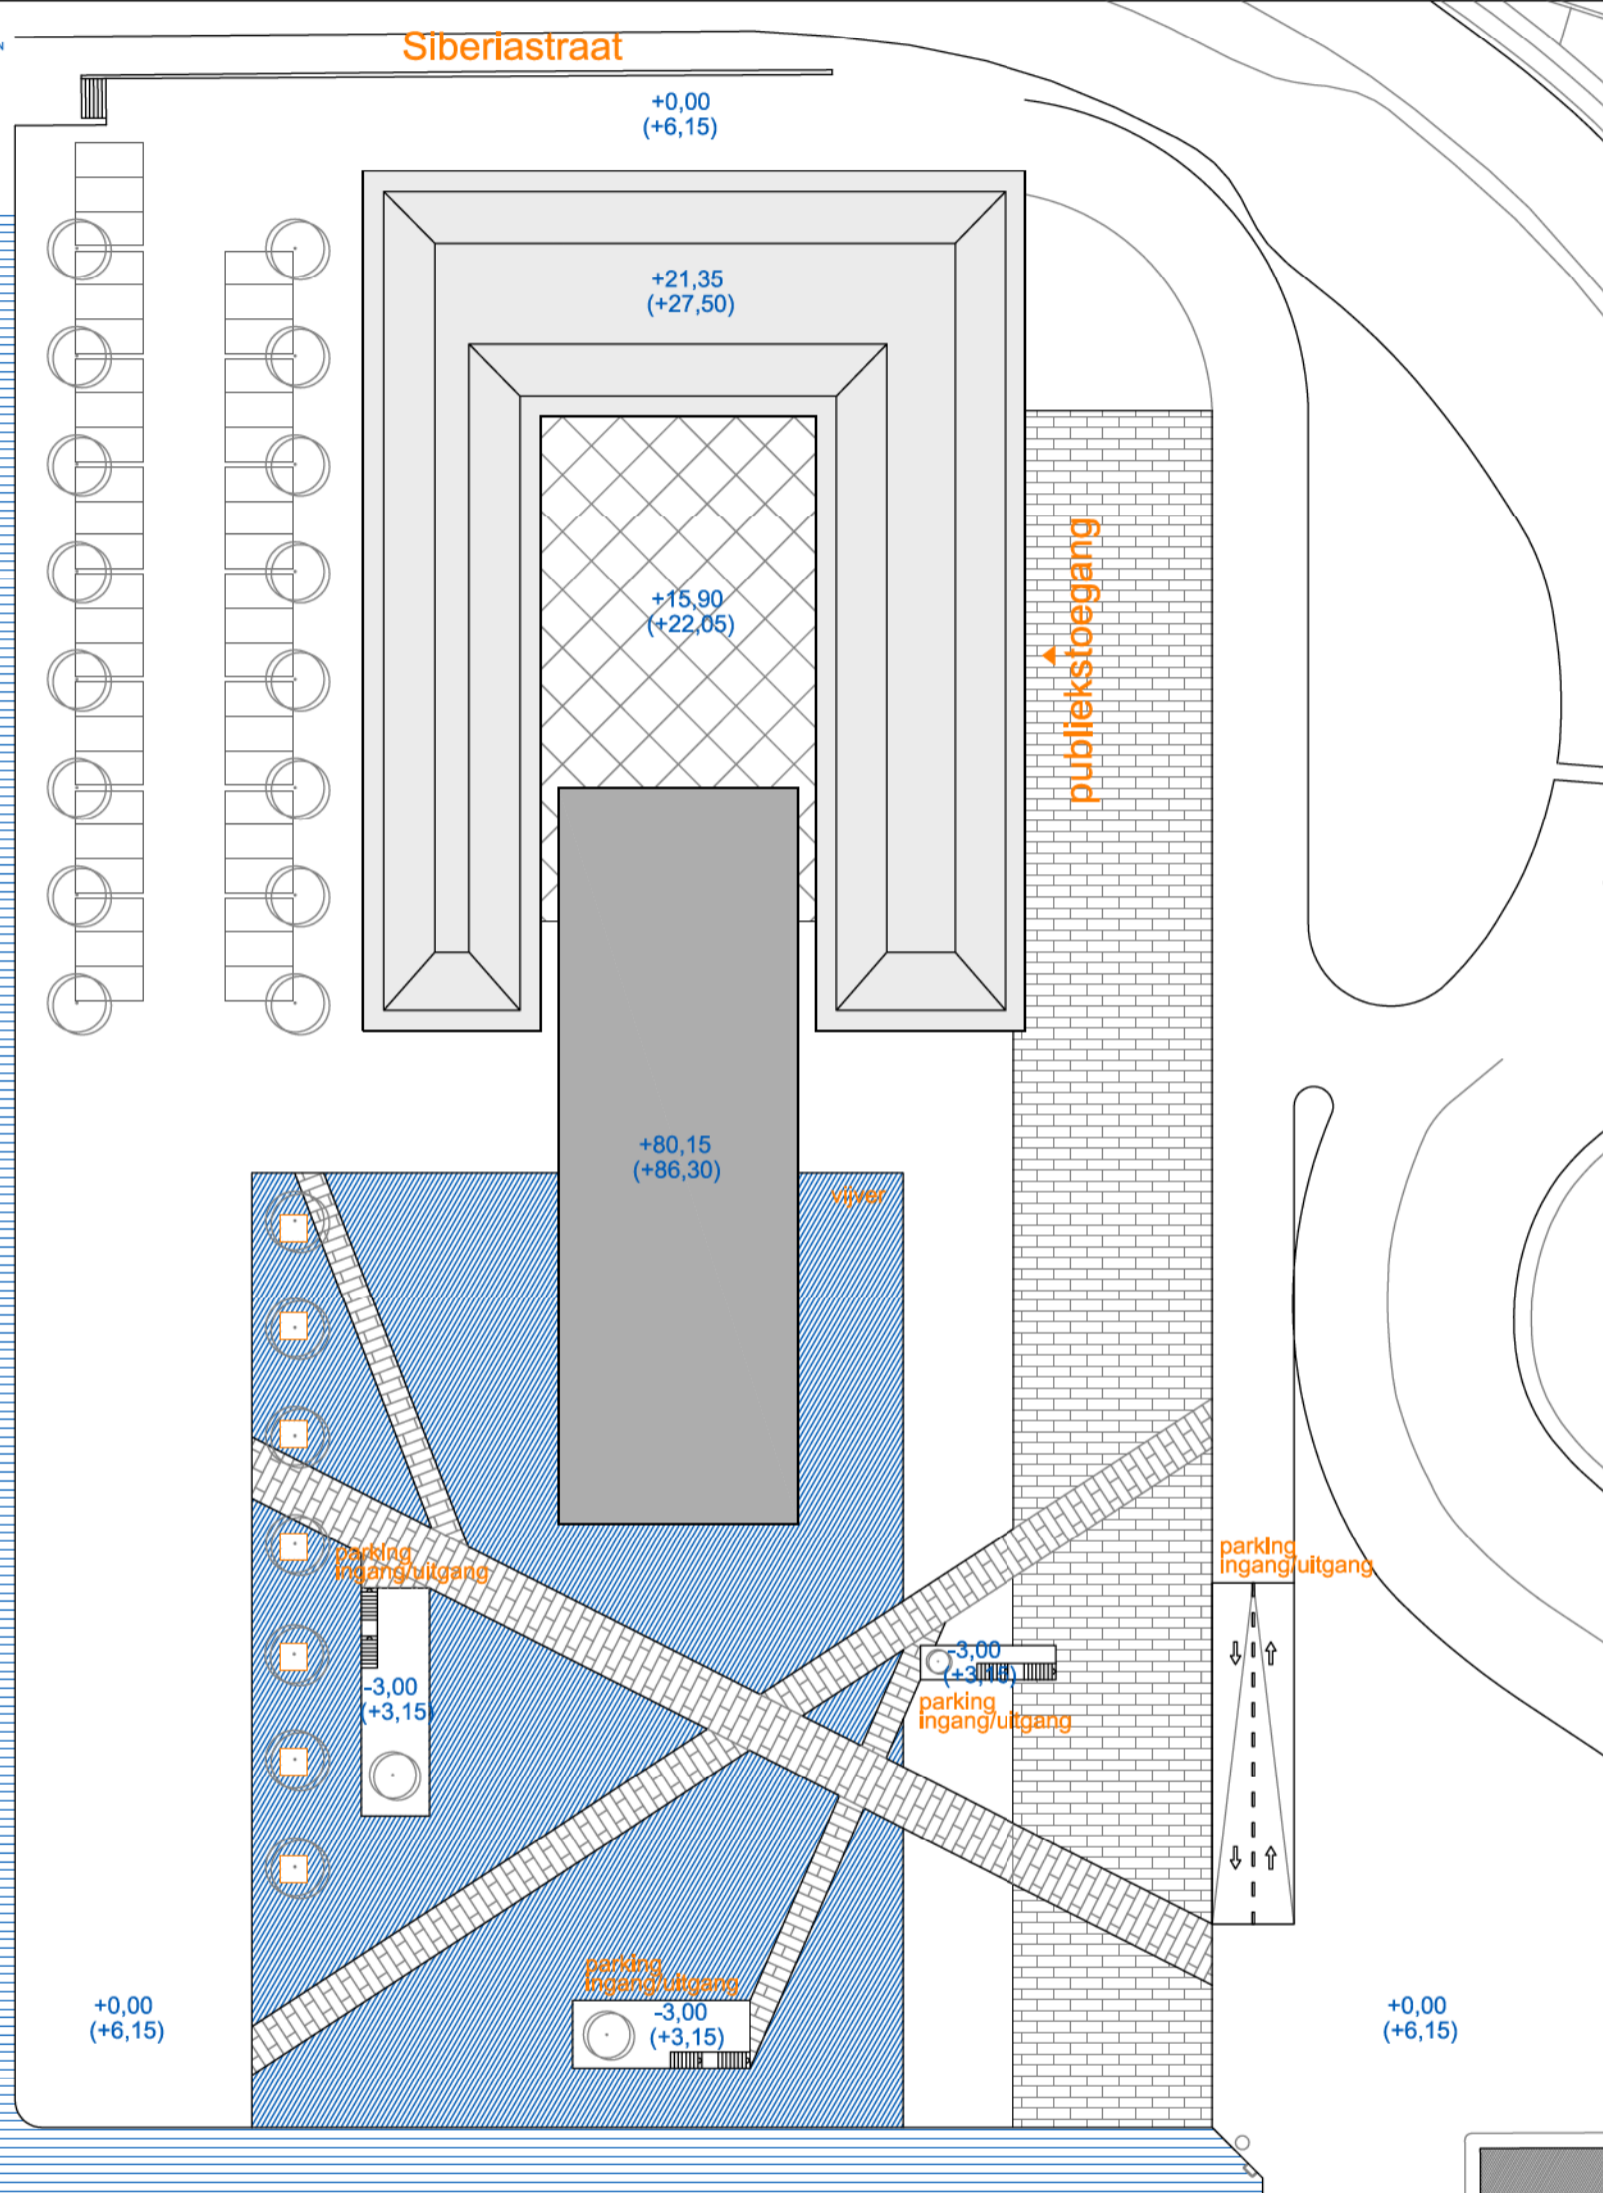 N
Siberiastraat
+0,00
(+6,15)
+21,35
(+27,50)
+15,90
(+22,05)
publiekstoegang
+80,15
(+86,30)
vijver
parking
ingang/uitgang
-3,00
(+3,15)
-3,00
(+3,15)
parking
ingang/uitgang
parking
ingang/uitgang
parking
ingang/uitgang
-3,00
(+3,15)
+0,00
(+6,15)
+0,00
(+6,15)